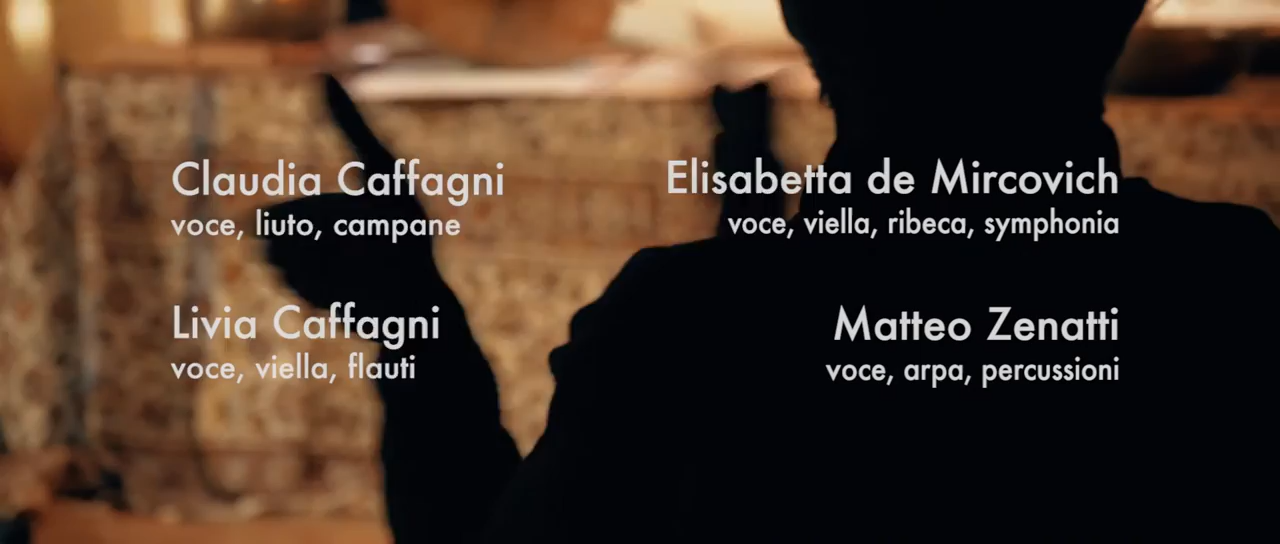 Claudia Caffagni
voce, liuto, campane
Livia Caffagni
voce, viella, flauti
Elisabetta de Mircovich
voce, viella, ribeca, symphonia
Matteo Zenatti
voce, arpa, percussioni